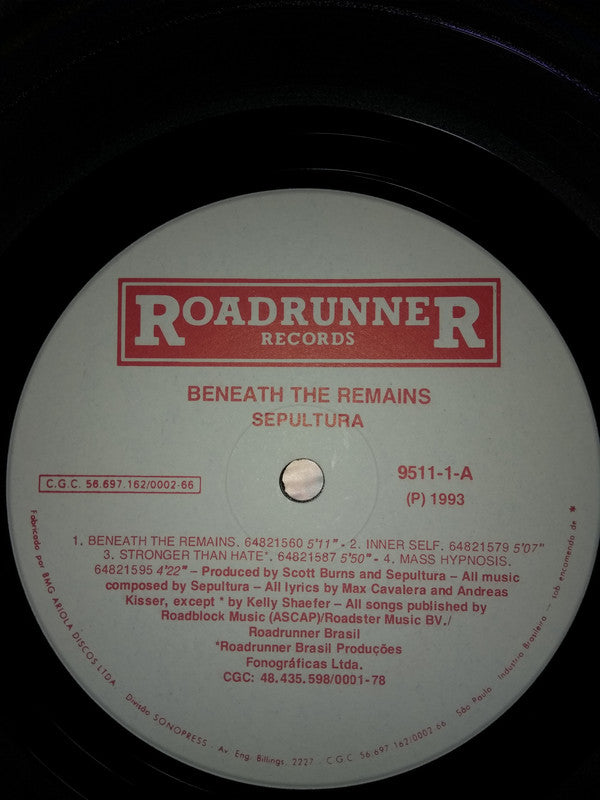 ROADRUNNER
RECORDS
BENEATH THE REMAINS
SEPULTURA
C.G.C. 56.697.162/0002-66
9511-1-A
(P) 1993
1. BENEATH THE REMAINS. 64821560 5'11" - 2. INNER SELF. 64821579 5'07"
3. STRONGER THAN HATE*. 64821587 5'50" - 4. MASS HYPNOSIS.
64821595 4'22" – Produced by Scott Burns and Sepultura – All music
composed by Sepultura – All lyrics by Max Cavalera and Andreas
Kisser, except * by Kelly Shaefer – All songs published by
Roadblock Music (ASCAP)/Roadster Music BV./
Roadrunner Brasil
*Roadrunner Brasil Produções
Fonográficas Ltda.
CGC: 48.435.598/0001-78
Fabricado por BMG ARIOLA DISCOS LTDA. Divisão SONOPRESS - Av. Eng. Billings, 2227 - C.G.C. 56.697.162/0002 66 São Paulo Indústria Brasileira — sob encomenda de *